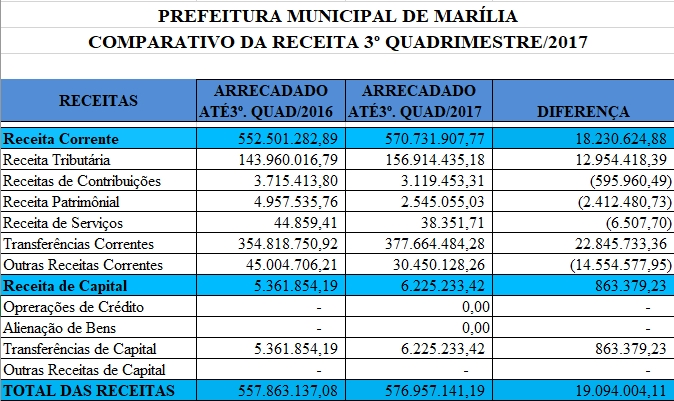 PREFEITURA MUNICIPAL DE MARÍLIA
COMPARATIVO DA RECEITA 3º QUADRIMESTRE/2017
RECEITAS ARRECADADO ATÉ3º. QUAD/2016 ARRECADADO ATÉ3º. QUAD/2017 DIFERENÇA
Receita Corrente 552.501.282,89 570.731.907,77 18.230.624,88
Receita Tributária 143.960.016,79 156.914.435,18 12.954.418,39
Receitas de Contribuições 3.715.413,80 3.119.453,31 (595.960,49)
Receita Patrimônial 4.957.535,76 2.545.055,03 (2.412.480,73)
Receita de Serviços 44.859,41 38.351,71 (6.507,70)
Transferências Correntes 354.818.750,92 377.664.484,28 22.845.733,36
Outras Receitas Correntes 45.004.706,21 30.450.128,26 (14.554.577,95)
Receita de Capital 5.361.854,19 6.225.233,42 863.379,23
Oprerações de Crédito - 0,00 -
Alienação de Bens - 0,00 -
Transferências de Capital 5.361.854,19 6.225.233,42 863.379,23
Outras Receitas de Capital - - -
TOTAL DAS RECEITAS 557.863.137,08 576.957.141,19 19.094.004,11